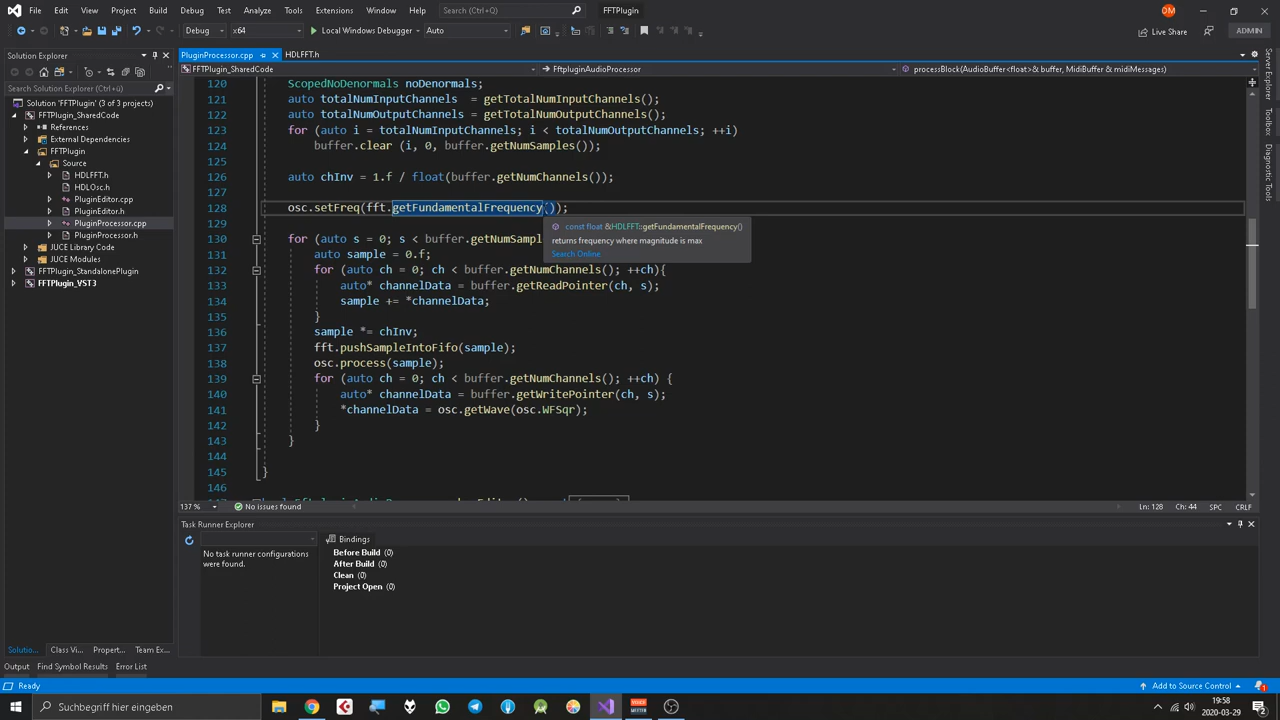 File Edit View Project Build Debug Test Analyze Tools Extensions Window Help Search (Ctrl+Q) FFTPlugin DM
Debug x64 Local Windows Debugger Auto Live Share ADMIN
Solution Explorer
PluginProcessor.cpp HDLFFT.h
FFTPlugin_SharedCode FftpluginAudioProcessor processBlock(AudioBuffer<float>& buffer, MidiBuffer & midiMessages)
Search Solution Explorer (Ctrl+ü)
Solution 'FFTPlugin' (3 of 3 projects)
FFTPlugin_SharedCode
References
External Dependencies
FFTPlugin
Source
HDLFFT.h
HDLOsc.h
PluginEditor.cpp
PluginEditor.h
PluginProcessor.cpp
PluginProcessor.h
JUCE Library Code
JUCE Modules
FFTPlugin_StandalonePlugin
FFTPlugin_VST3
120 ScopedNoDenormals noDenormals;
121 auto totalNumInputChannels = getTotalNumInputChannels();
122 auto totalNumOutputChannels = getTotalNumOutputChannels();
123 for (auto i = totalNumInputChannels; i < totalNumOutputChannels; ++i)
124 buffer.clear (i, 0, buffer.getNumSamples());
125
126 auto chInv = 1.f / float(buffer.getNumChannels());
127
128 osc.setFreq(fft.getFundamentalFrequency());
129
130 for (auto s = 0; s < buffer.getNumSampl
131 auto sample = 0.f;
132 for (auto ch = 0; ch < buffer.getNumChannels(); ++ch){
133 auto* channelData = buffer.getReadPointer(ch, s);
134 sample += *channelData;
135 }
136 sample *= chInv;
137 fft.pushSampleIntoFifo(sample);
138 osc.process(sample);
139 for (auto ch = 0; ch < buffer.getNumChannels(); ++ch) {
140 auto* channelData = buffer.getWritePointer(ch, s);
141 *channelData = osc.getWave(osc.WFSqr);
142 }
143 }
144
145 }
146
const float &HDLFFT::getFundamentalFrequency()
returns frequency where magnitude is max
Search Online
137 % No issues found Ln: 128 Ch: 44 SPC CRLF
Task Runner Explorer
No task runner configurations
were found.
Bindings
Before Build (0)
After Build (0)
Clean (0)
Project Open (0)
Server Explorer
Toolbox
Diagnostic Tools
Solutio... Class Vi... Propert... Team Ex...
Output Find Symbol Results Error List
Ready Add to Source Control 1
Suchbegriff hier eingeben
19:58
2020-03-29